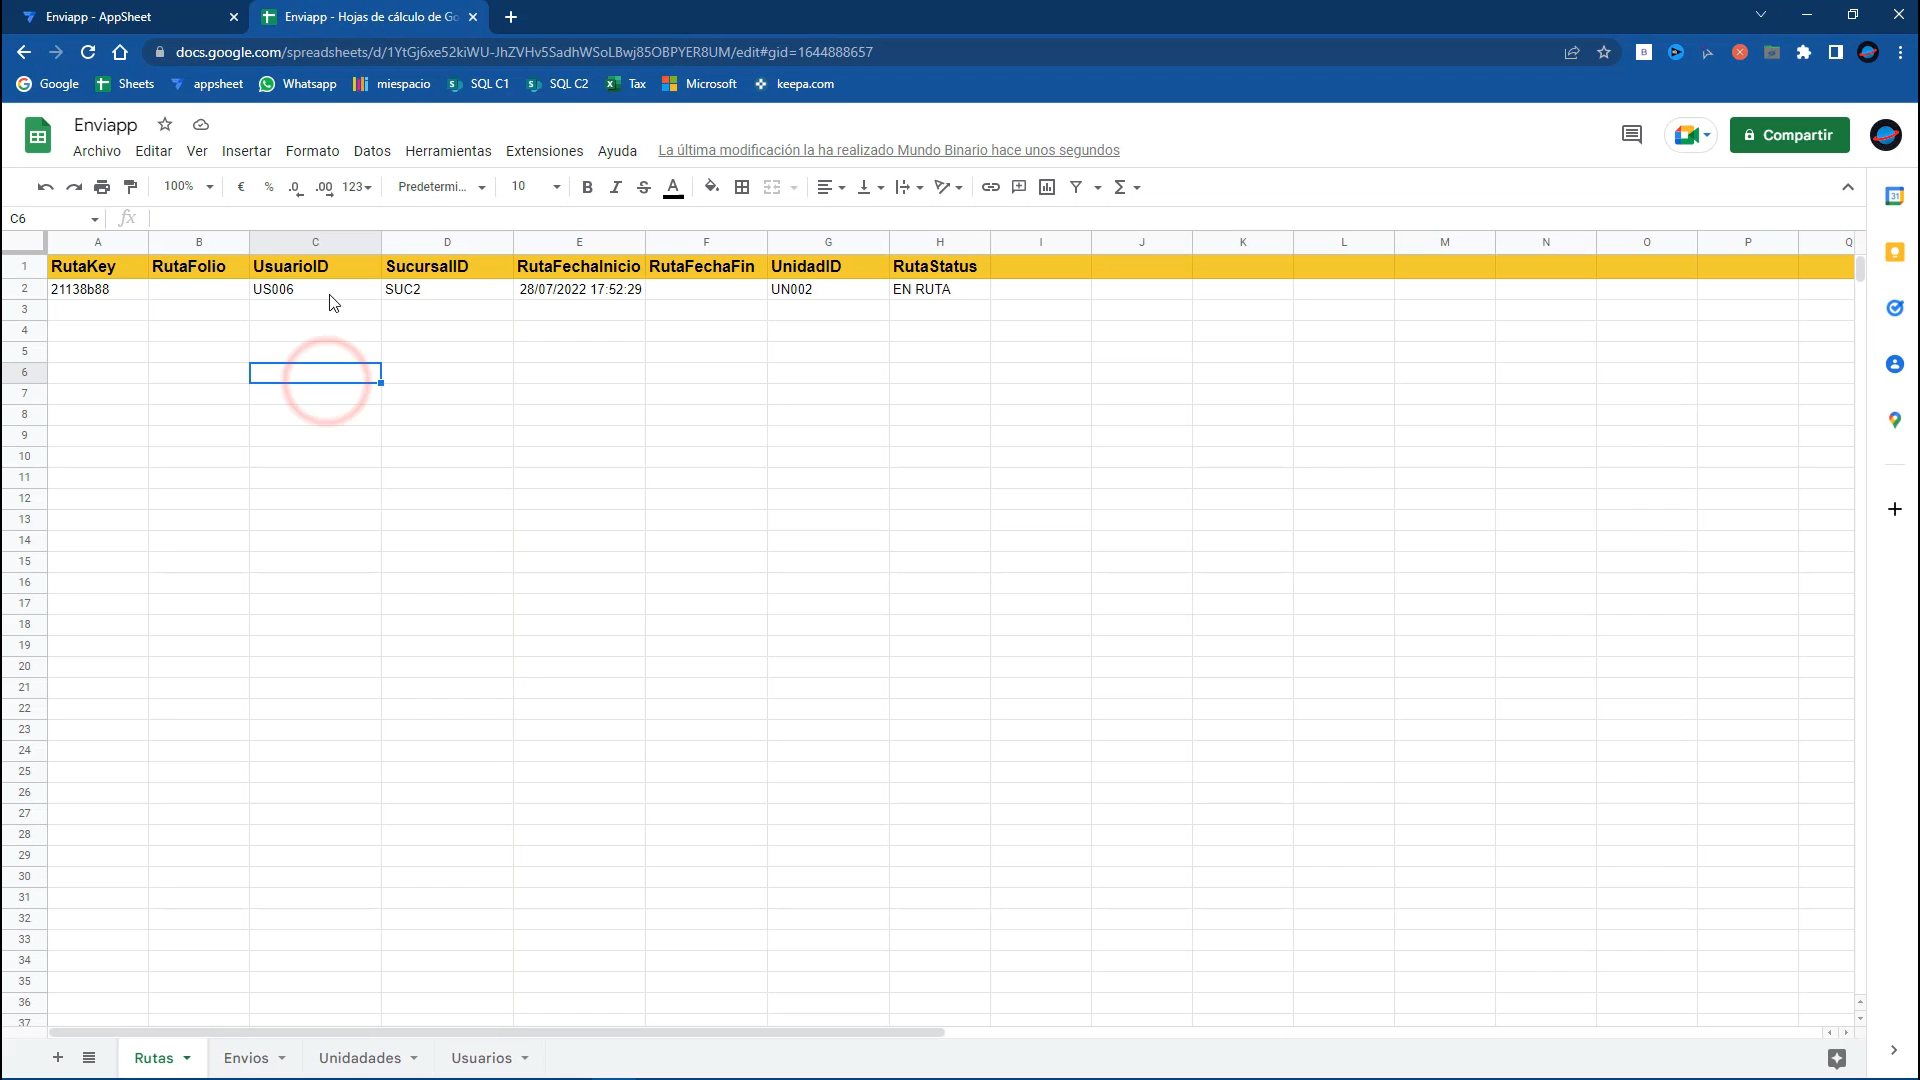 Enviapp - AppSheet
Enviapp - Hojas de cálculo de Go
docs.google.com/spreadsheets/d/1YtGj6xe52kiWU-JhZVHv5SadhWSoLBwj85OBPYER8UM/edit#gid=1644888657
Google Sheets appsheet Whatsapp miespacio SQL C1 SQL C2 Tax Microsoft keepa.com
Enviapp
Archivo Editar Ver Insertar Formato Datos Herramientas Extensiones Ayuda La última modificación la ha realizado Mundo Binario hace unos segundos
Compartir
100% € % .0 .00 123 Predetermi... 10 B I S A
C6 fx
A B C D E F G H I J K L M N O P Q
1 RutaKey RutaFolio UsuarioID SucursalID RutaFechaInicio RutaFechaFin UnidadID RutaStatus
2 21138b88 US006 SUC2 28/07/2022 17:52:29 UN002 EN RUTA
3
4
5
6
7
8
9
10
11
12
13
14
15
16
17
18
19
20
21
22
23
24
25
26
27
28
29
30
31
32
33
34
35
36
37
Rutas Envios Unidadades Usuarios